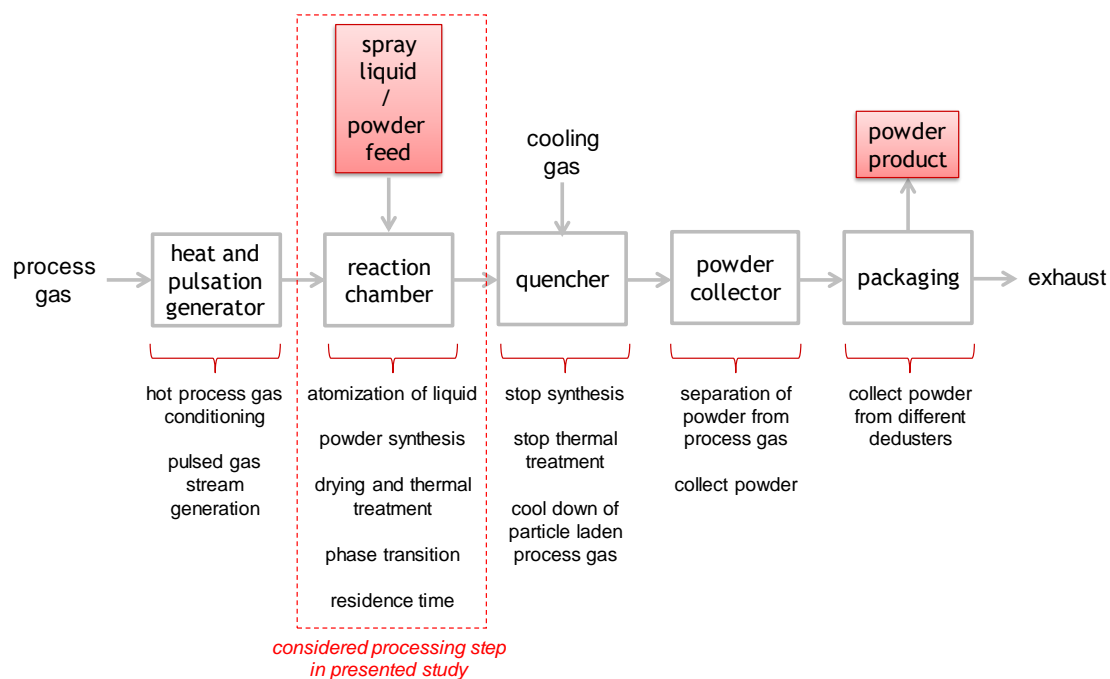 spray
liquid
/
powder
feed
cooling
gas
powder
product
process
gas
heat and
pulsation
generator
reaction
chamber
quencher
powder
collector
packaging
exhaust
hot process gas
conditioning
pulsed gas
stream
generation
atomization of liquid
powder synthesis
drying and thermal
treatment
phase transition
residence time
stop synthesis
stop thermal
treatment
cool down of
particle laden
process gas
separation of
powder from
process gas
collect powder
collect powder
from different
dedusters
considered processing step
in presented study